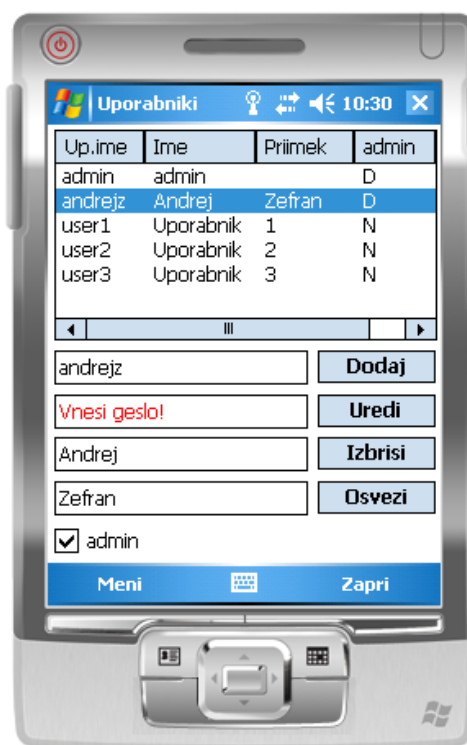 Uporabniki 10:30
Up.ime Ime Priimek admin
admin admin D
andrejz Andrej Zefran D
user1 Uporabnik 1 N
user2 Uporabnik 2 N
user3 Uporabnik 3 N
andrejz Dodaj
Vnesi geslo! Uredi
Andrej Izbrisi
Zefran Osvezi
admin
Meni Zapri